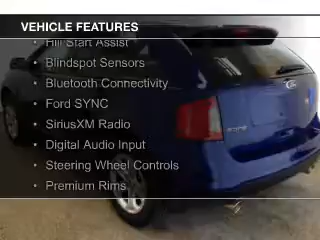 VEHICLE FEATURES
• Hill Start Assist
• Blindspot Sensors
• Bluetooth Connectivity
• Ford SYNC
• SiriusXM Radio
• Digital Audio Input
• Steering Wheel Controls
• Premium Rims
EDGE